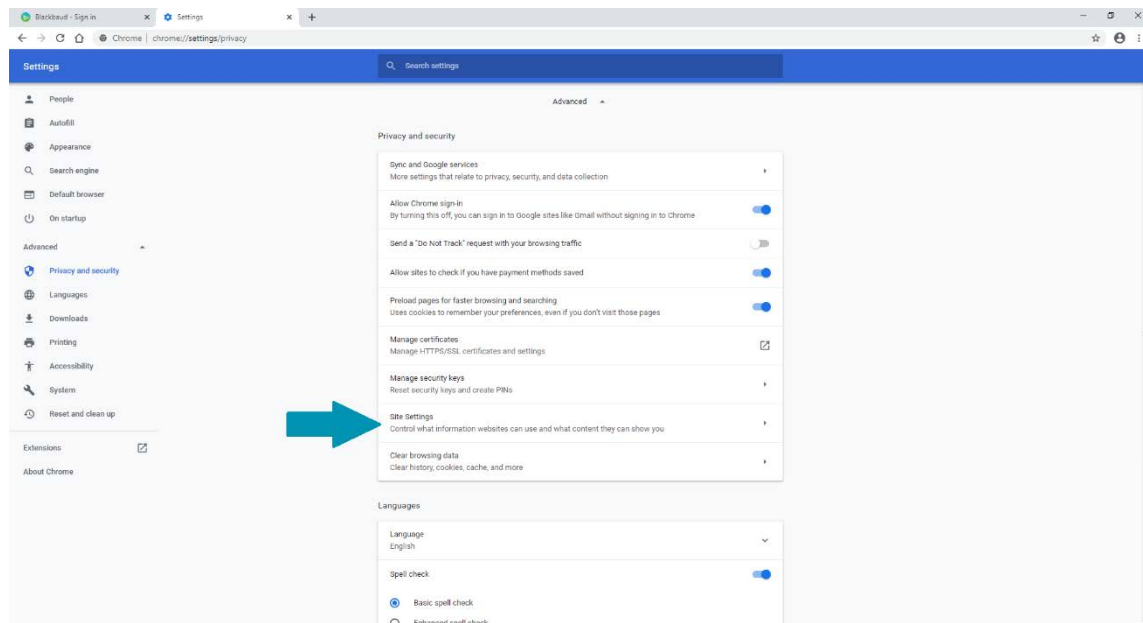 Blackbaud - Sign in
Settings
Chrome | chrome://settings/privacy
Settings
Search settings
People
Autofill
Appearance
Search engine
Default browser
On startup
Advanced
Privacy and security
Languages
Downloads
Printing
Accessibility
System
Reset and clean up
Extensions
About Chrome
Advanced
Privacy and security
Sync and Google services
More settings that relate to privacy, security, and data collection
Allow Chrome sign-in
By turning this off, you can sign in to Google sites like Gmail without signing in to Chrome
Send a "Do Not Track" request with your browsing traffic
Allow sites to check if you have payment methods saved
Preload pages for faster browsing and searching
Uses cookies to remember your preferences, even if you don't visit those pages
Manage certificates
Manage HTTPS/SSL certificates and settings
Manage security keys
Reset security keys and create PINs
Site Settings
Control what information websites can use and what content they can show you
Clear browsing data
Clear history, cookies, cache, and more
Languages
Language
English
Spell check
Basic spell check
Enhanced spell check